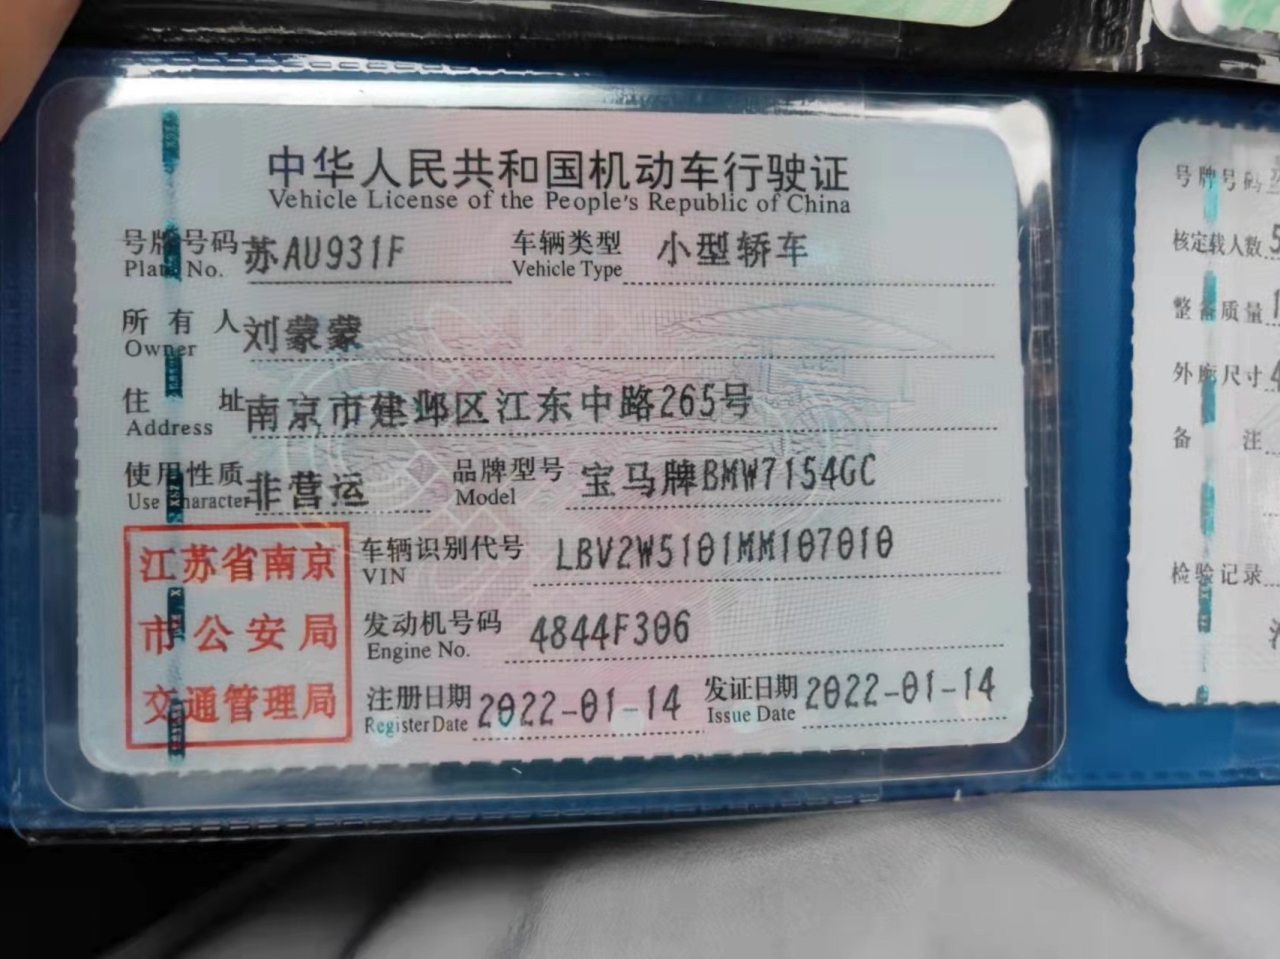 中华人民共和国机动车行驶证
Vehicle License of the People's Republic of China
号牌号码 苏AU931F 车辆类型 小型轿车
Plate No. Vehicle Type
所有人 刘蒙蒙
Owner
住址 南京市建邺区江东中路265号
Address
使用性质 非营运 品牌型号 宝马牌BMW7154GC
Use Character Model
江苏省南京
市公安局
交通管理局
车辆识别代号 LBV2W5101MM107010
VIN
发动机号码 4844F306
Engine No.
注册日期 2022-01-14 发证日期 2022-01-14
Register Date Issue Date
号牌号码
核定载人数 5
整备质量
外廓尺寸
备注
检验记录